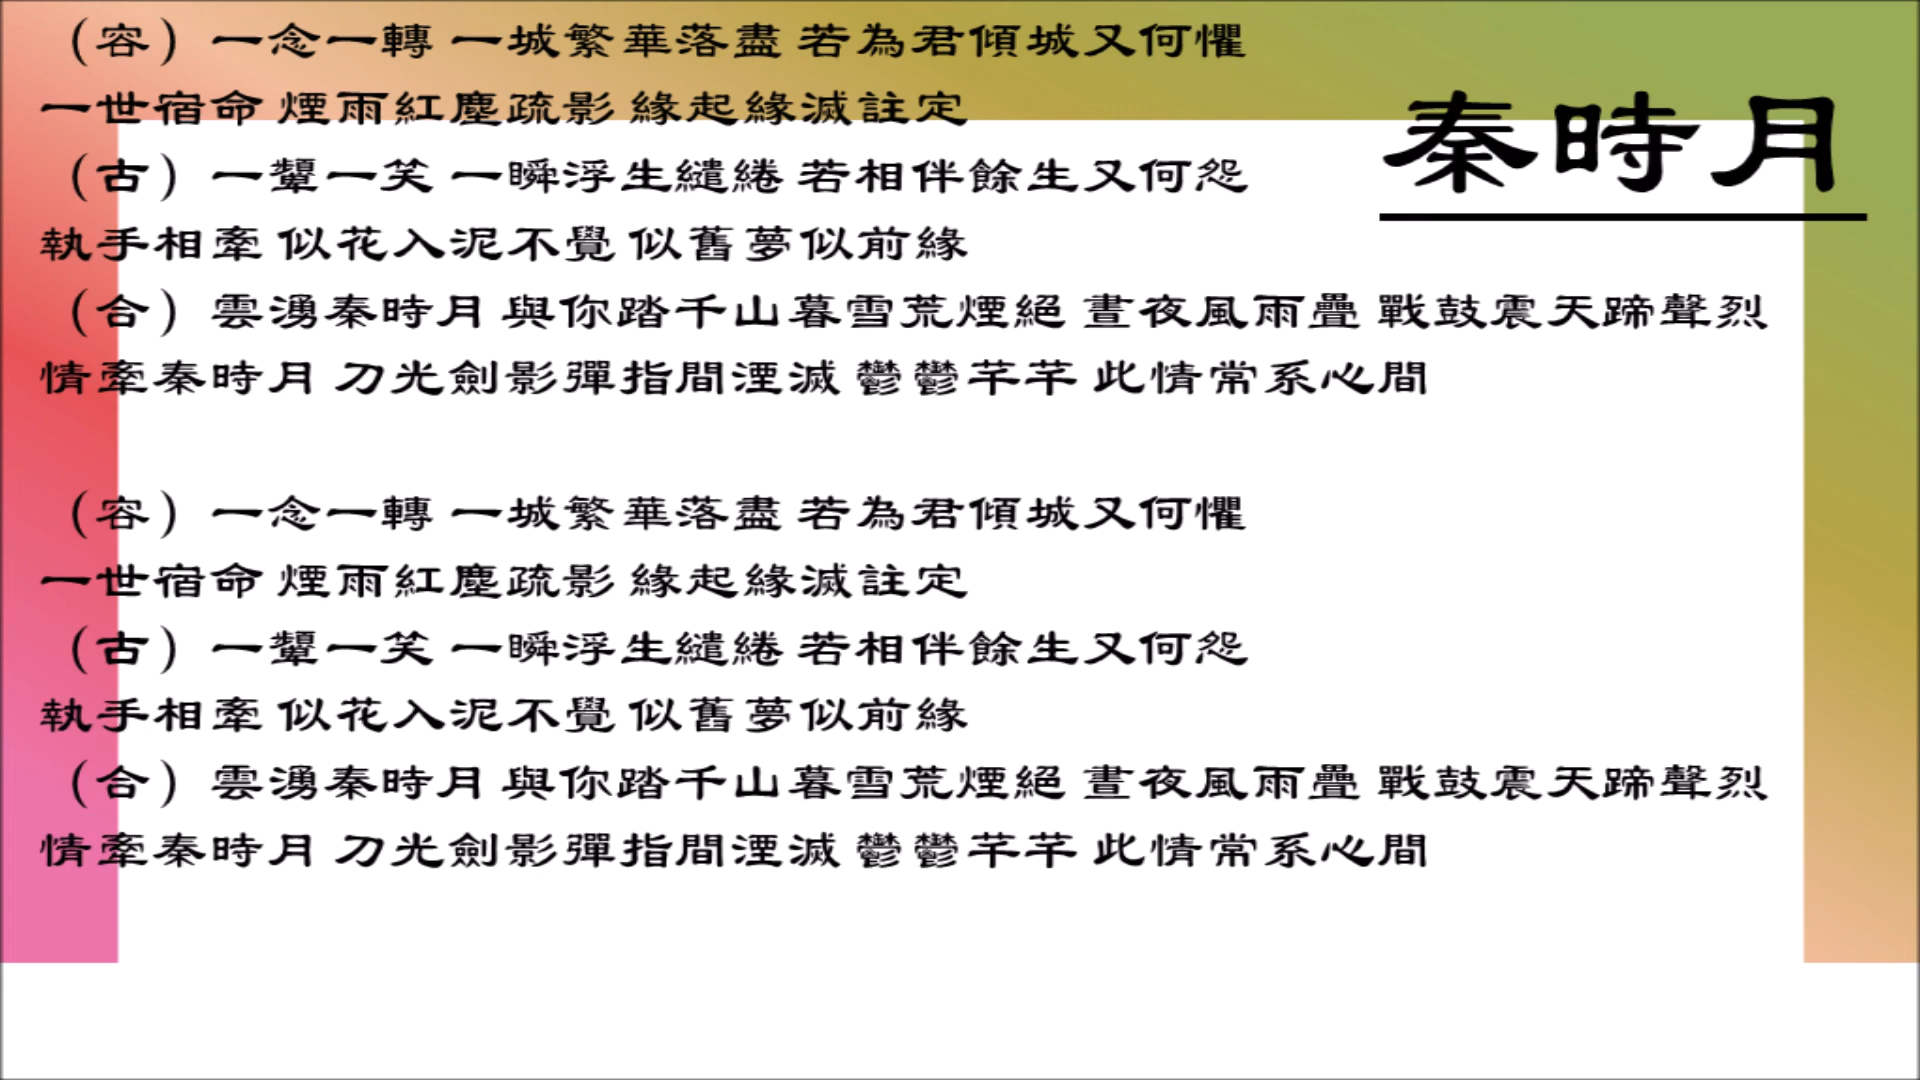 （容）一念一轉 一城繁華落盡 若為君傾城又何懼
一世宿命 煙雨紅塵疏影 緣起緣滅註定
秦時月
（古）一顰一笑 一瞬浮生繾綣 若相伴餘生又何怨
執手相牽 似花入泥不覺 似舊夢似前緣
（合）雲湧秦時月 與你踏千山暮雪荒煙絕 晝夜風雨疊 戰鼓震天蹄聲烈
情牽秦時月 刀光劍影彈指間湮滅 鬱鬱芊芊 此情常系心間
（容）一念一轉 一城繁華落盡 若為君傾城又何懼
一世宿命 煙雨紅塵疏影 緣起緣滅註定
（古）一顰一笑 一瞬浮生繾綣 若相伴餘生又何怨
執手相牽 似花入泥不覺 似舊夢似前緣
（合）雲湧秦時月 與你踏千山暮雪荒煙絕 晝夜風雨疊 戰鼓震天蹄聲烈
情牽秦時月 刀光劍影彈指間湮滅 鬱鬱芊芊 此情常系心間